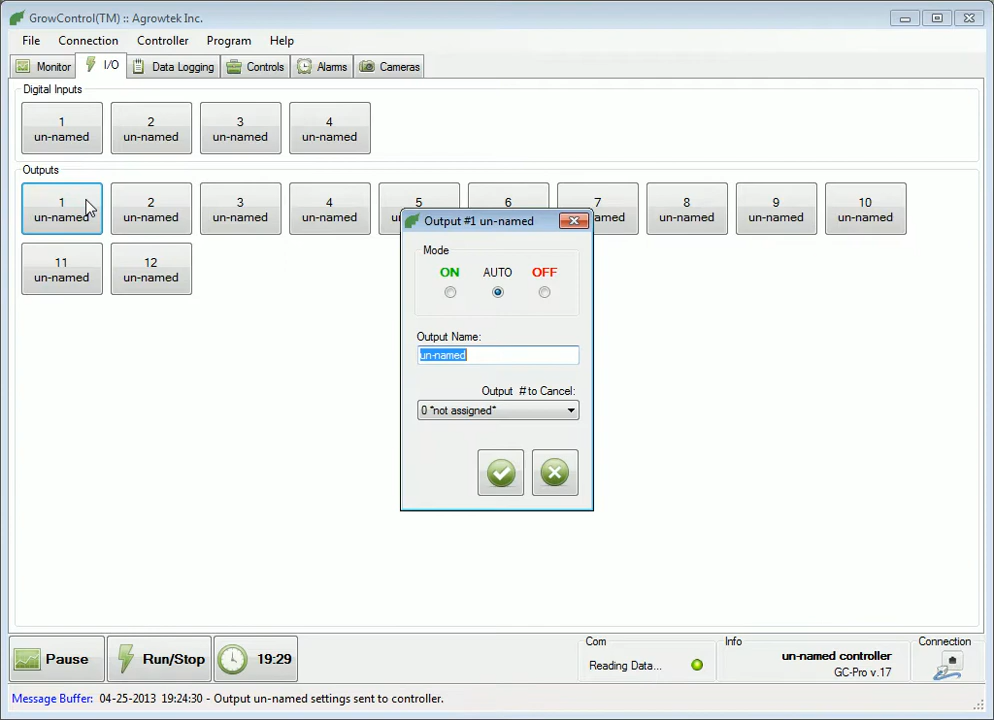 GrowControl(TM) :: Agrowtek Inc.
File Connection Controller Program Help
Monitor I/O Data Logging Controls Alarms Cameras
Digital Inputs
1 2 3 4
un-named un-named un-named un-named
Outputs
1 2 3 4 5 6 7 8 9 10
un-named un-named un-named un-named named un-named un-named un-named
11 12
un-named un-named
Output #1 un-named
Mode
ON AUTO OFF
Output Name:
un-named
Output # to Cancel:
0 *not assigned*
Pause Run/Stop 19:29
Com
Reading Data...
Info
un-named controller
GC-Pro v.17
Connection
Message Buffer: 04-25-2013 19:24:30 - Output un-named settings sent to controller.